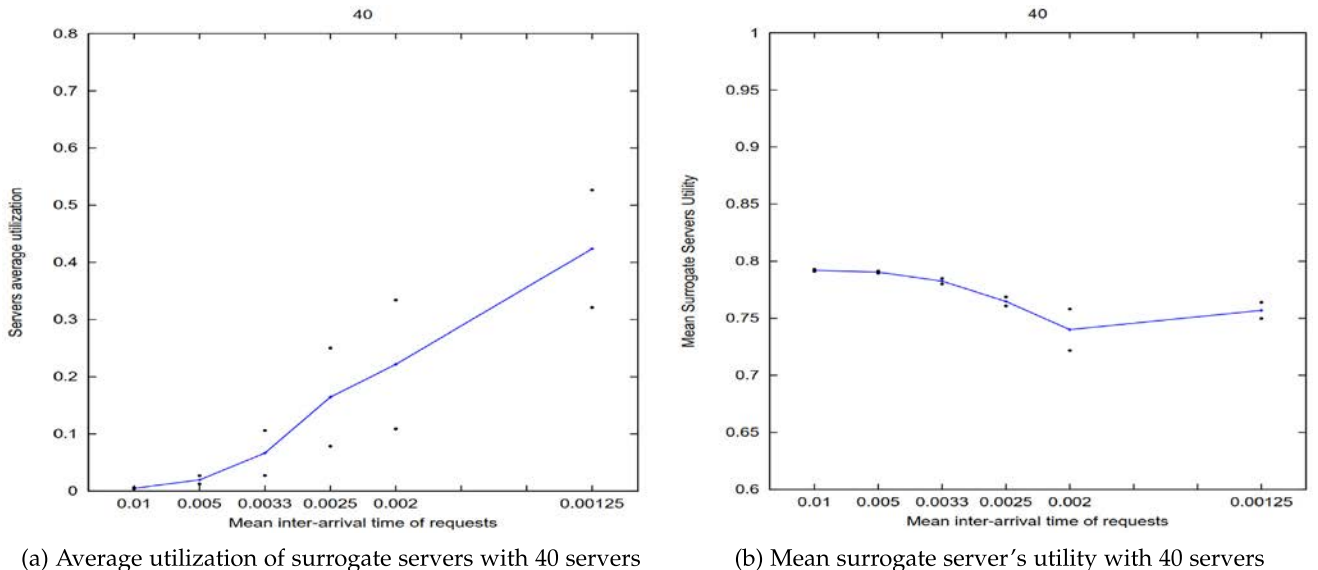 40
0.8
0.7
0.6
0.5
0.4
0.3
0.2
0.1
0
Servers average utilization
0.01 0.005 0.0033 0.0025 0.002 0.00125
Mean inter-arrival time of requests
(a) Average utilization of surrogate servers with 40 servers
40
1
0.95
0.9
0.85
0.8
0.75
0.7
0.65
0.6
Mean Surrogate Servers Utility
0.01 0.005 0.0033 0.0025 0.002 0.00125
Mean inter-arrival time of requests
(b) Mean surrogate server's utility with 40 servers